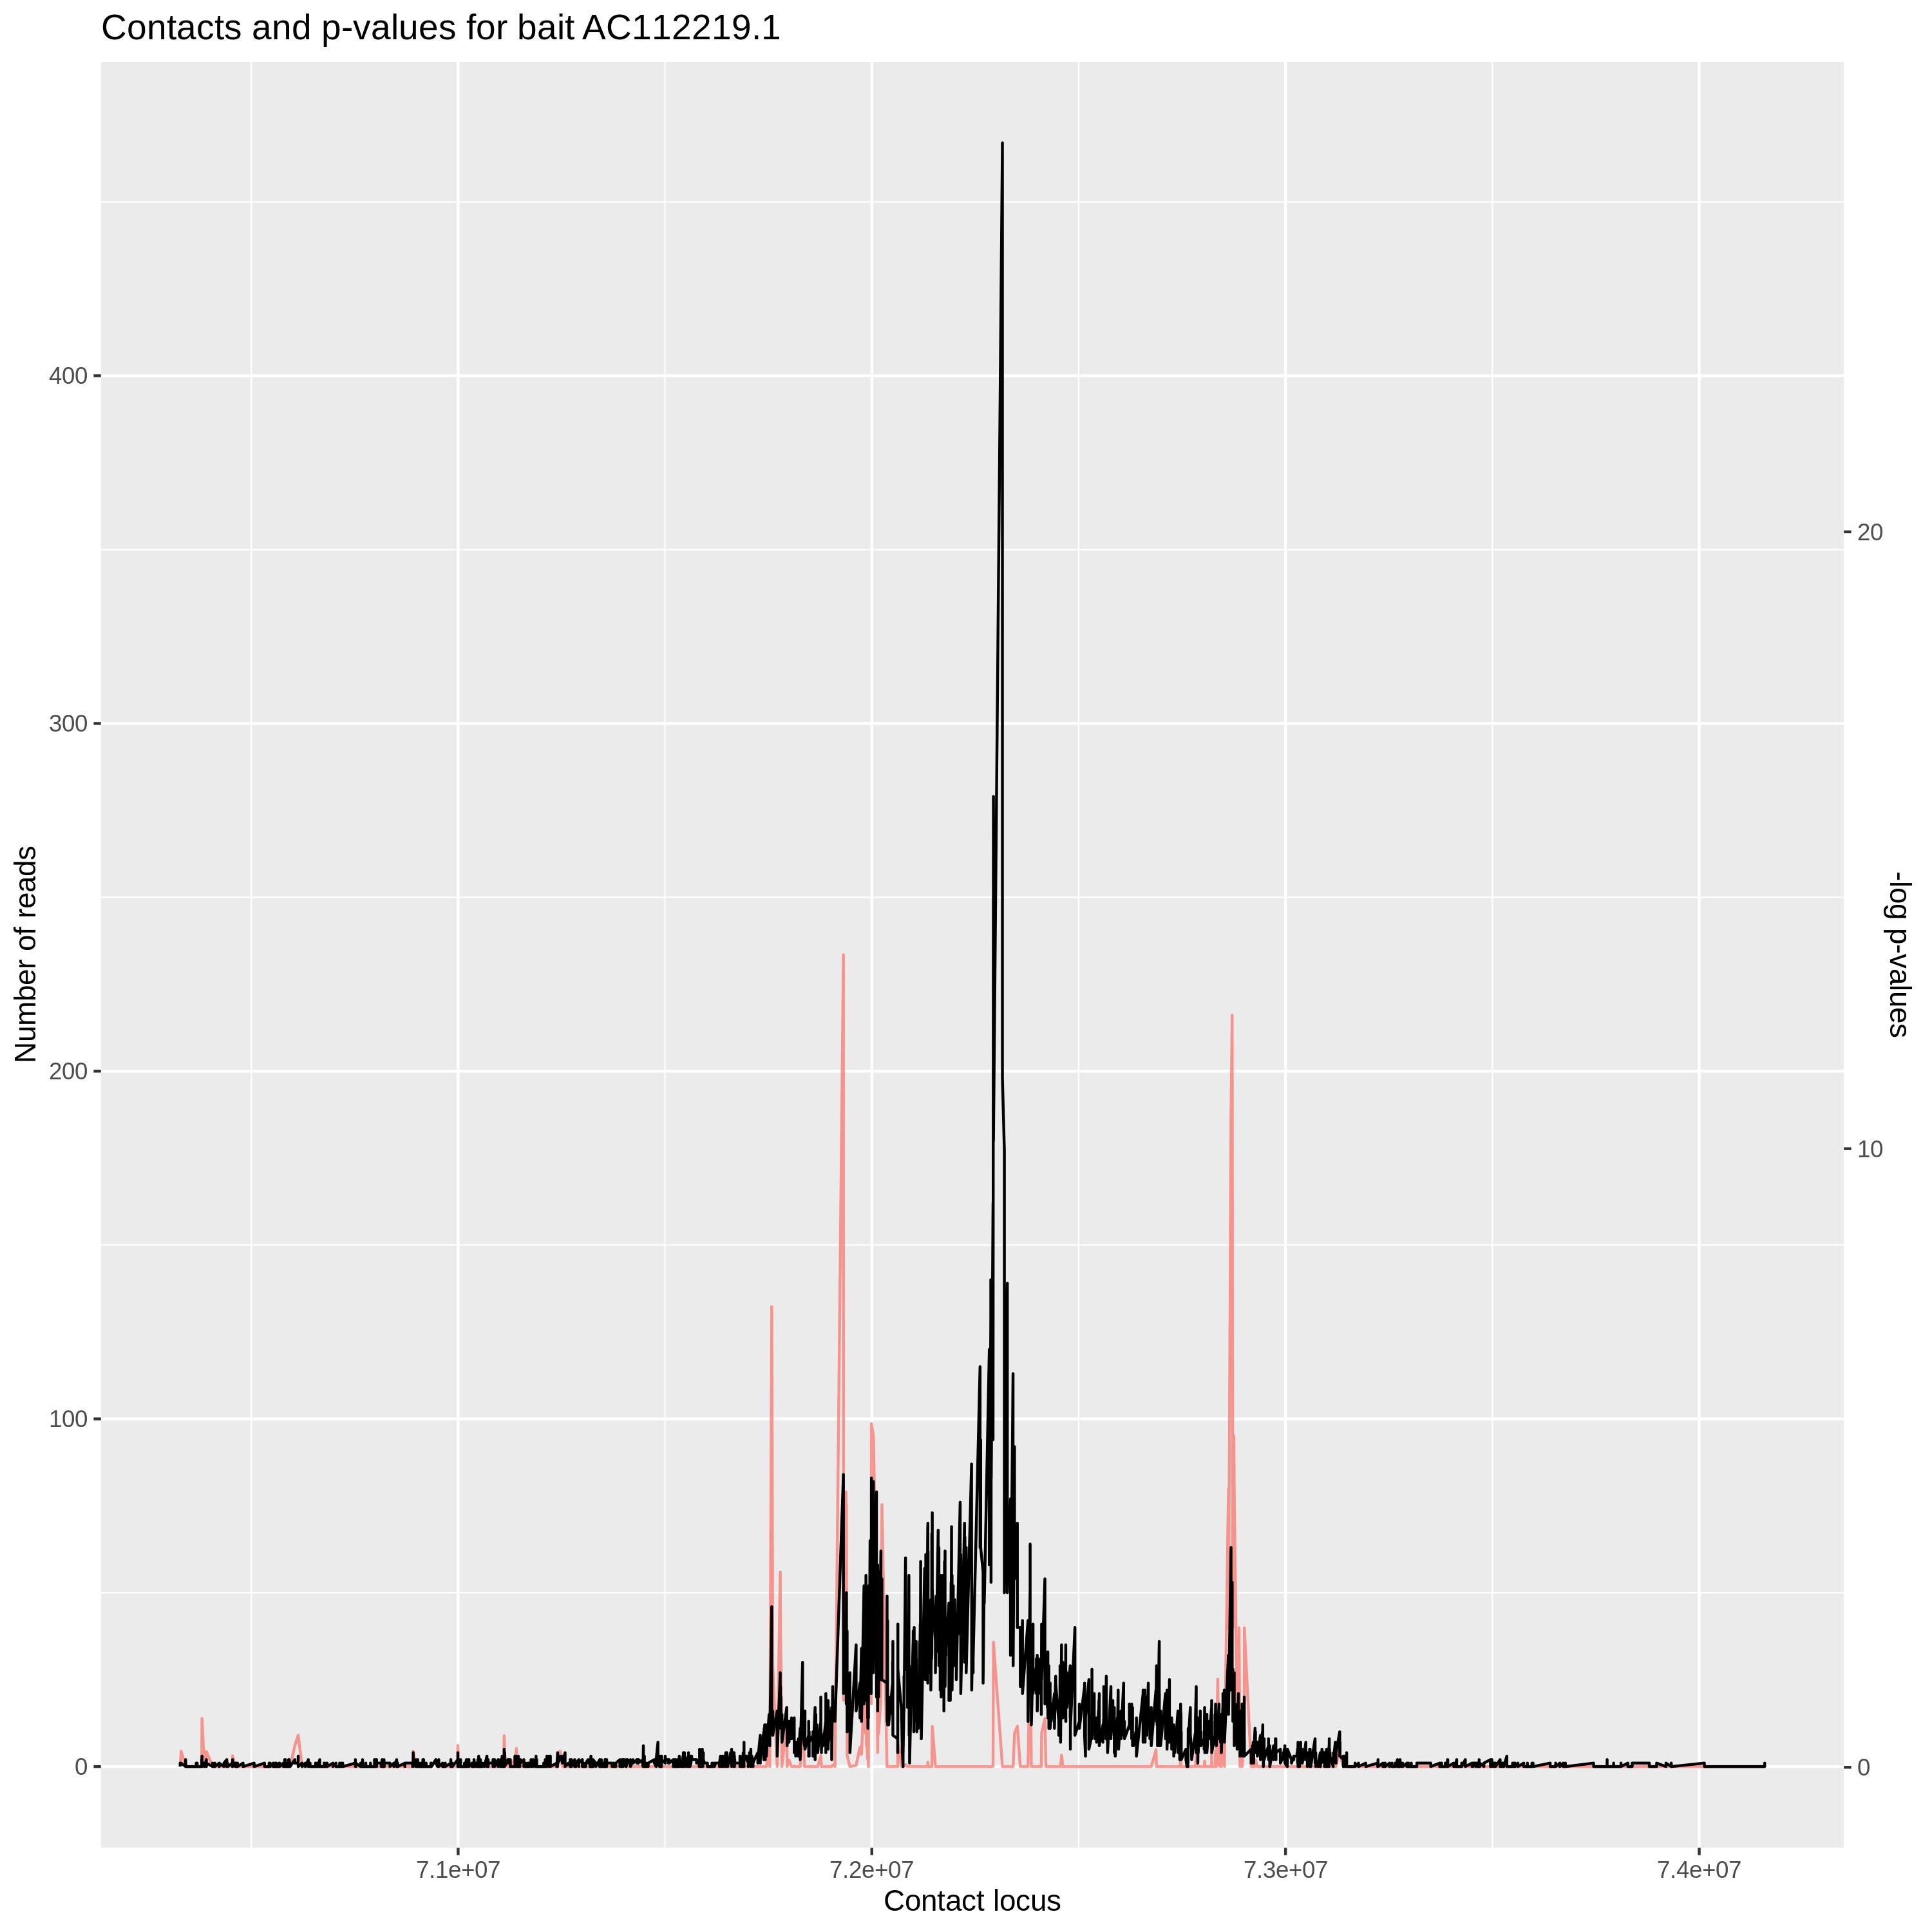 Contacts and p-values for bait AC112219.1
400
300
200
100
0
Number of reads
20
10
0
-log p-values
7.1e+07
7.2e+07
7.3e+07
7.4e+07
Contact locus